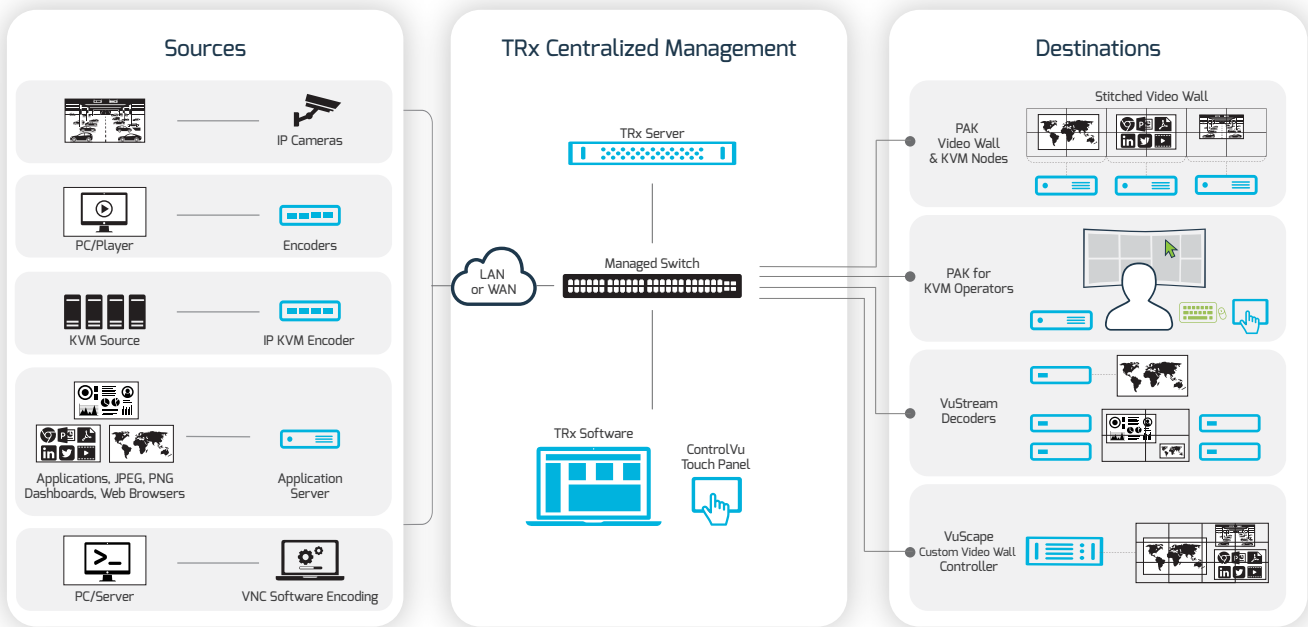 Sources
IP Cameras
PC/Player
Encoders
KVM Source
IP KVM Encoder
Applications, JPEG, PNG
Dashboards, Web Browsers
Application
Server
PC/Server
VNC Software Encoding
TRx Centralized Management
TRx Server
LAN
or WAN
Managed Switch
TRx Software
ControlVu
Touch Panel
Destinations
PAK
Video Wall
& KVM Nodes
Stitched Video Wall
PAK for
KVM Operators
VuStream
Decoders
VuScape
Custom Video Wall
Controller